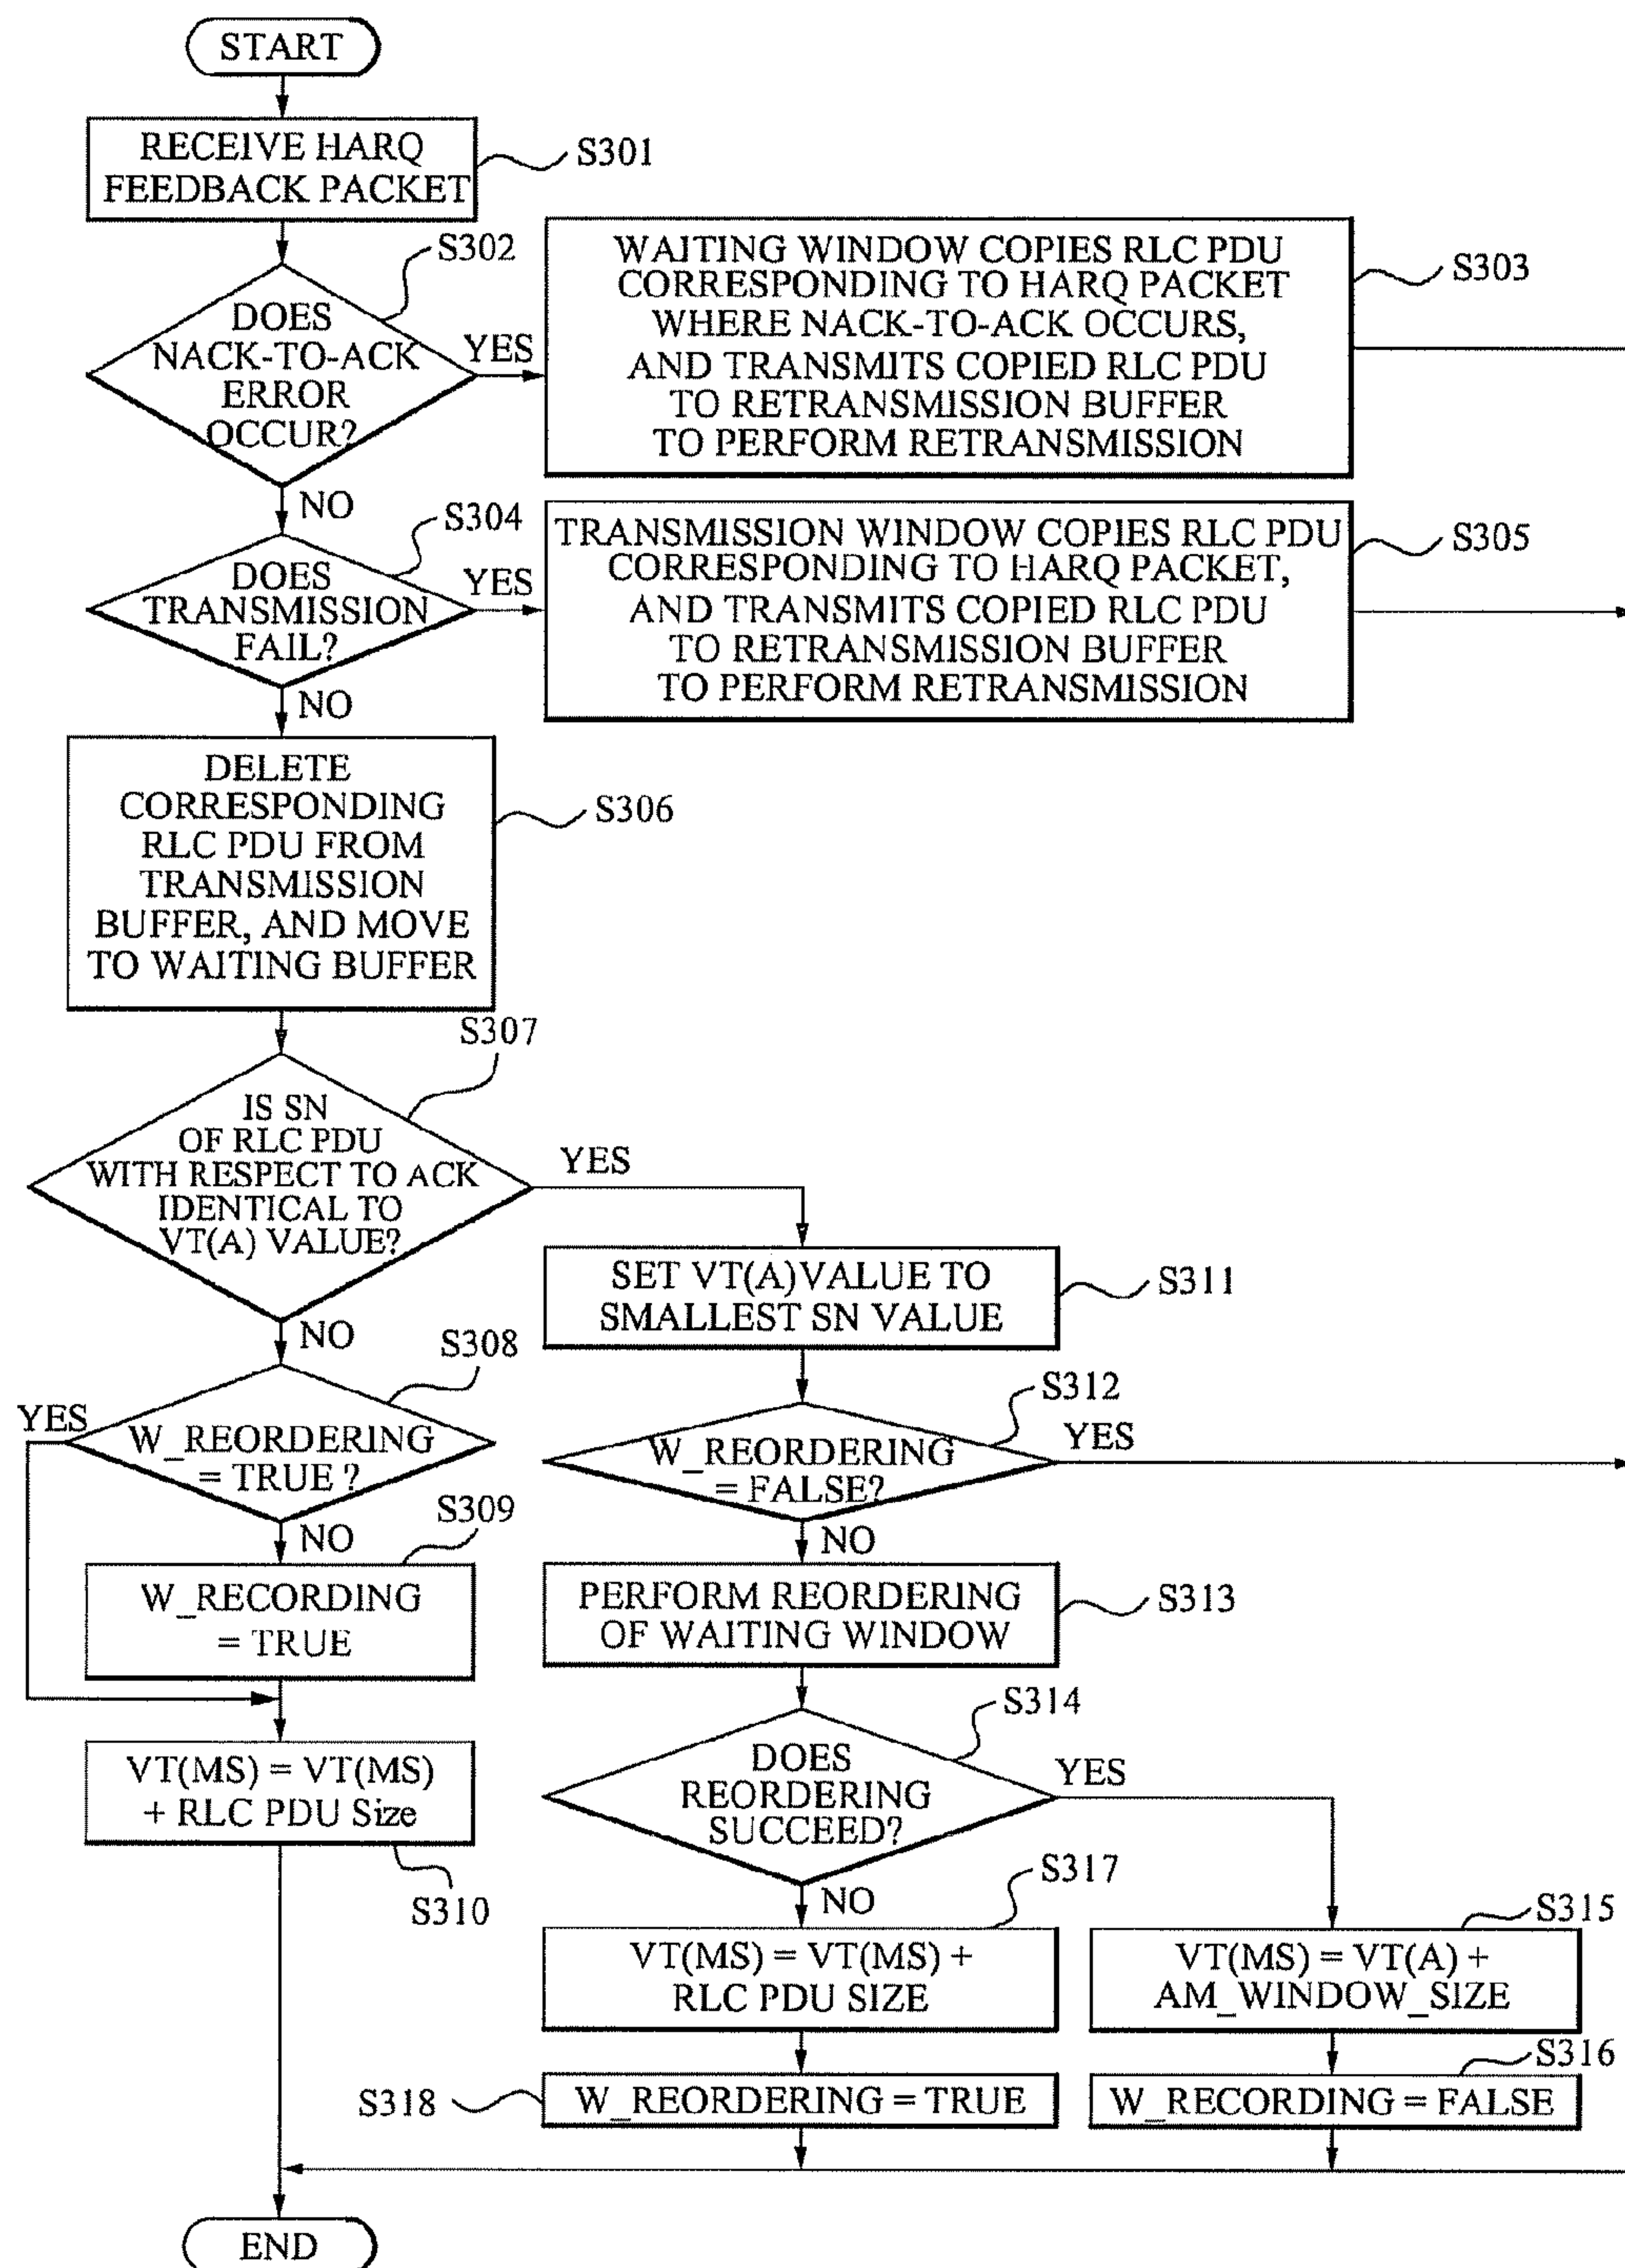 START
RECEIVE HARQ
FEEDBACK PACKET
S301
S302
DOES
NACK-TO-ACK
ERROR
OCCUR?
YES
WAITING WINDOW COPIES RLC PDU
CORRESPONDING TO HARQ PACKET
WHERE NACK-TO-ACK OCCURS,
AND TRANSMITS COPIED RLC PDU
TO RETRANSMISSION BUFFER
TO PERFORM RETRANSMISSION
S303
NO
S304
DOES
TRANSMISSION
FAIL?
YES
TRANSMISSION WINDOW COPIES RLC PDU
CORRESPONDING TO HARQ PACKET,
AND TRANSMITS COPIED RLC PDU
TO RETRANSMISSION BUFFER
TO PERFORM RETRANSMISSION
S305
NO
DELETE
CORRESPONDING
RLC PDU FROM
TRANSMISSION
BUFFER, AND MOVE
TO WAITING BUFFER
S306
S307
IS SN
OF RLC PDU
WITH RESPECT TO ACK
IDENTICAL TO
VT(A) VALUE?
YES
NO
SET VT(A)VALUE TO
SMALLEST SN VALUE
S311
S308
YES
W_REORDERING
= TRUE ?
NO
S312
W_REORDERING
= FALSE?
YES
NO
S309
W_RECORDING
= TRUE
PERFORM REORDERING
OF WAITING WINDOW
S313
VT(MS) = VT(MS)
+ RLC PDU Size
S310
S314
DOES
REORDERING
SUCCEED?
YES
NO
S317
VT(MS) = VT(MS) +
RLC PDU SIZE
S315
VT(MS) = VT(A) +
AM_WINDOW_SIZE
S318
W_REORDERING = TRUE
S316
W_RECORDING = FALSE
END